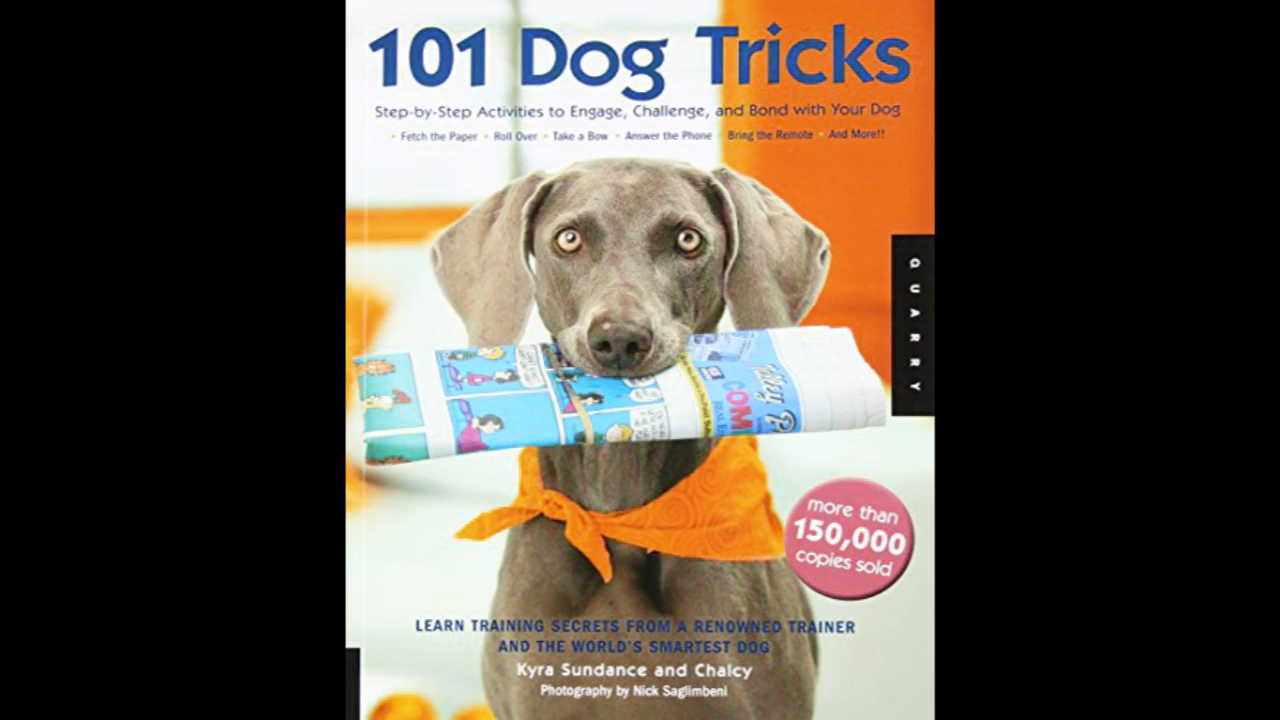 101 Dog Tricks
Step-by-Step Activities to Engage, Challenge, and Bond with Your Dog
• Fetch the Paper • Roll Over • Take a Bow • Answer the Phone • Bring the Remote • And More!!
QUARRY
COM
more than
150,000
copies sold
LEARN TRAINING SECRETS FROM A RENOWNED TRAINER
AND THE WORLD'S SMARTEST DOG
Kyra Sundance and Chalcy
Photography by Nick Saglimbeni